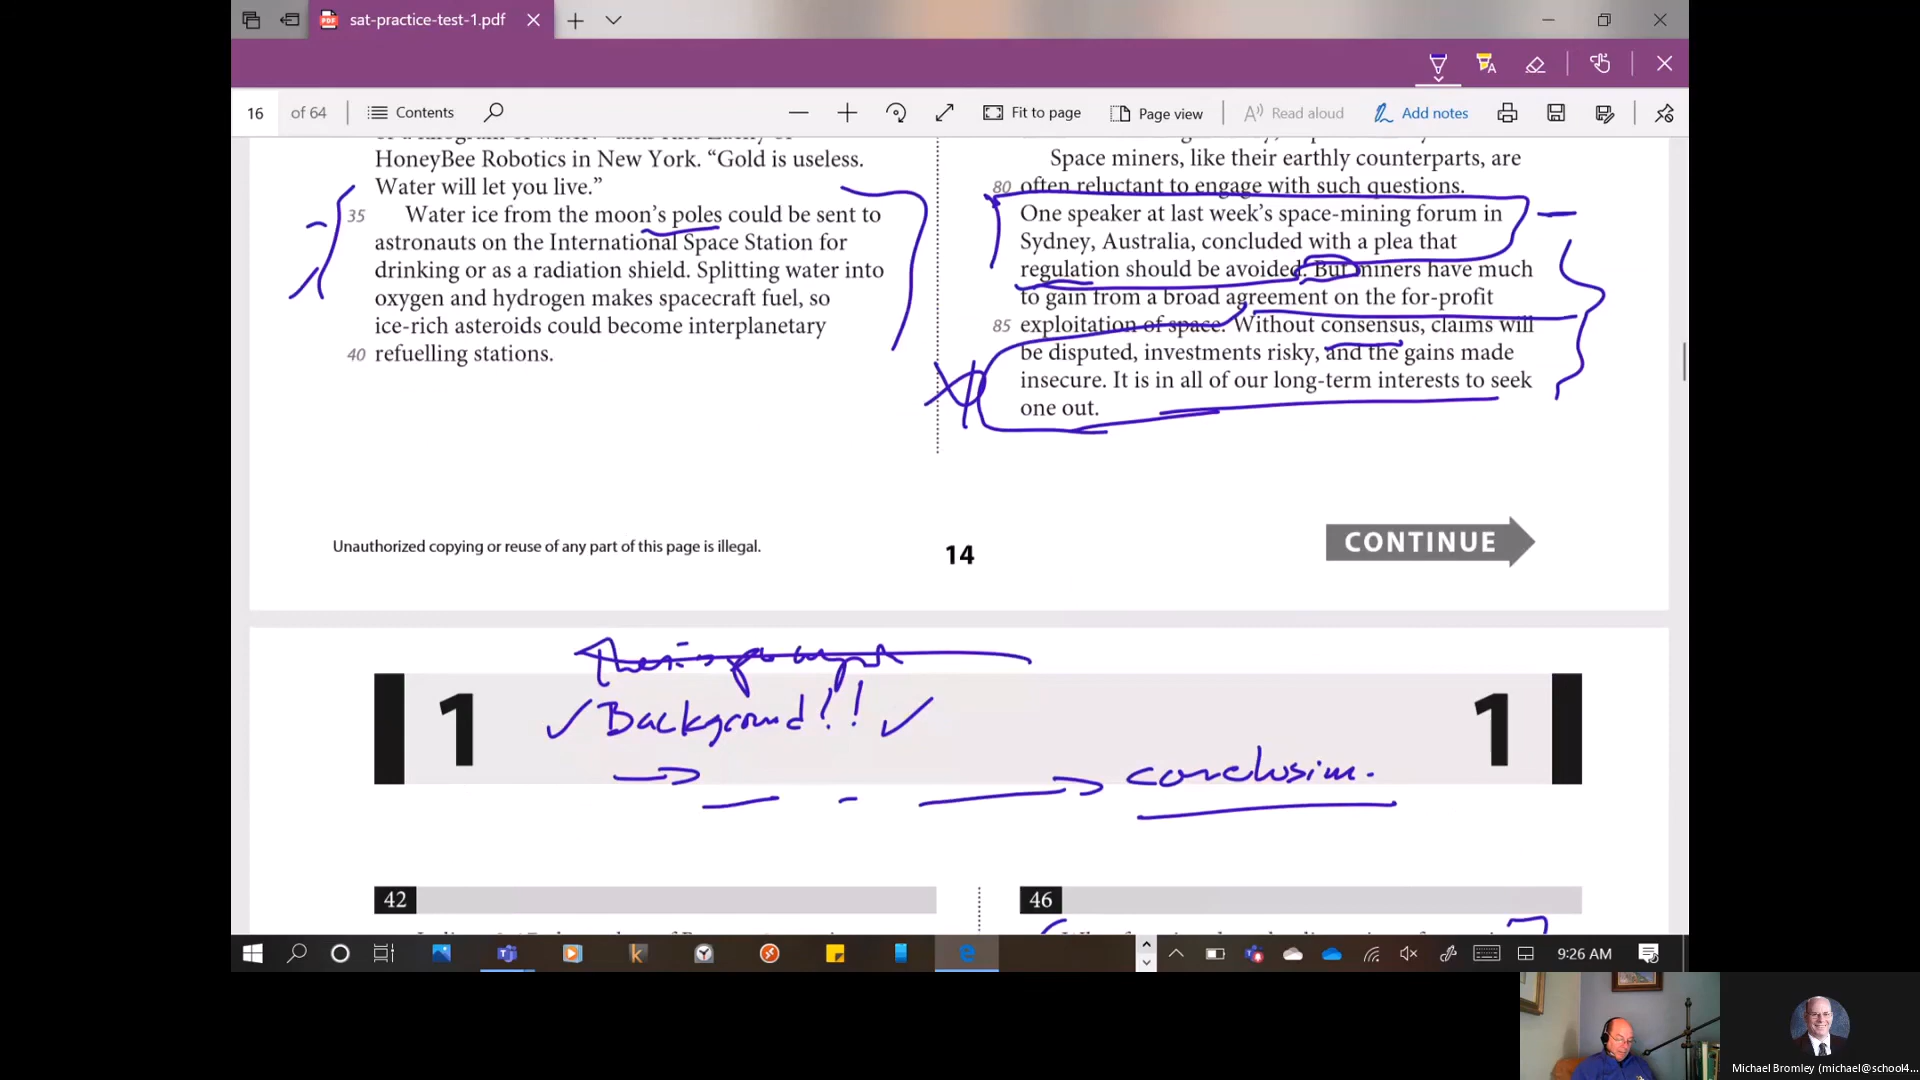 sat-practice-test-1.pdf
16 of 64
Contents
Fit to page
Page view
Read aloud
Add notes
HoneyBee Robotics in New York. “Gold is useless.
Water will let you live.”
35 Water ice from the moon’s poles could be sent to
astronauts on the International Space Station for
drinking or as a radiation shield. Splitting water into
oxygen and hydrogen makes spacecraft fuel, so
ice-rich asteroids could become interplanetary
40 refuelling stations.
Space miners, like their earthly counterparts, are
80 often reluctant to engage with such questions.
One speaker at last week’s space-mining forum in
Sydney, Australia, concluded with a plea that
regulation should be avoided. But miners have much
to gain from a broad agreement on the for-profit
85 exploitation of space. Without consensus, claims will
be disputed, investments risky, and the gains made
insecure. It is in all of our long-term interests to seek
one out.
Unauthorized copying or reuse of any part of this page is illegal.
14
CONTINUE
1
Background!!
conclusion.
1
42
46
9:26 AM
Michael Bromley (michael@school4...